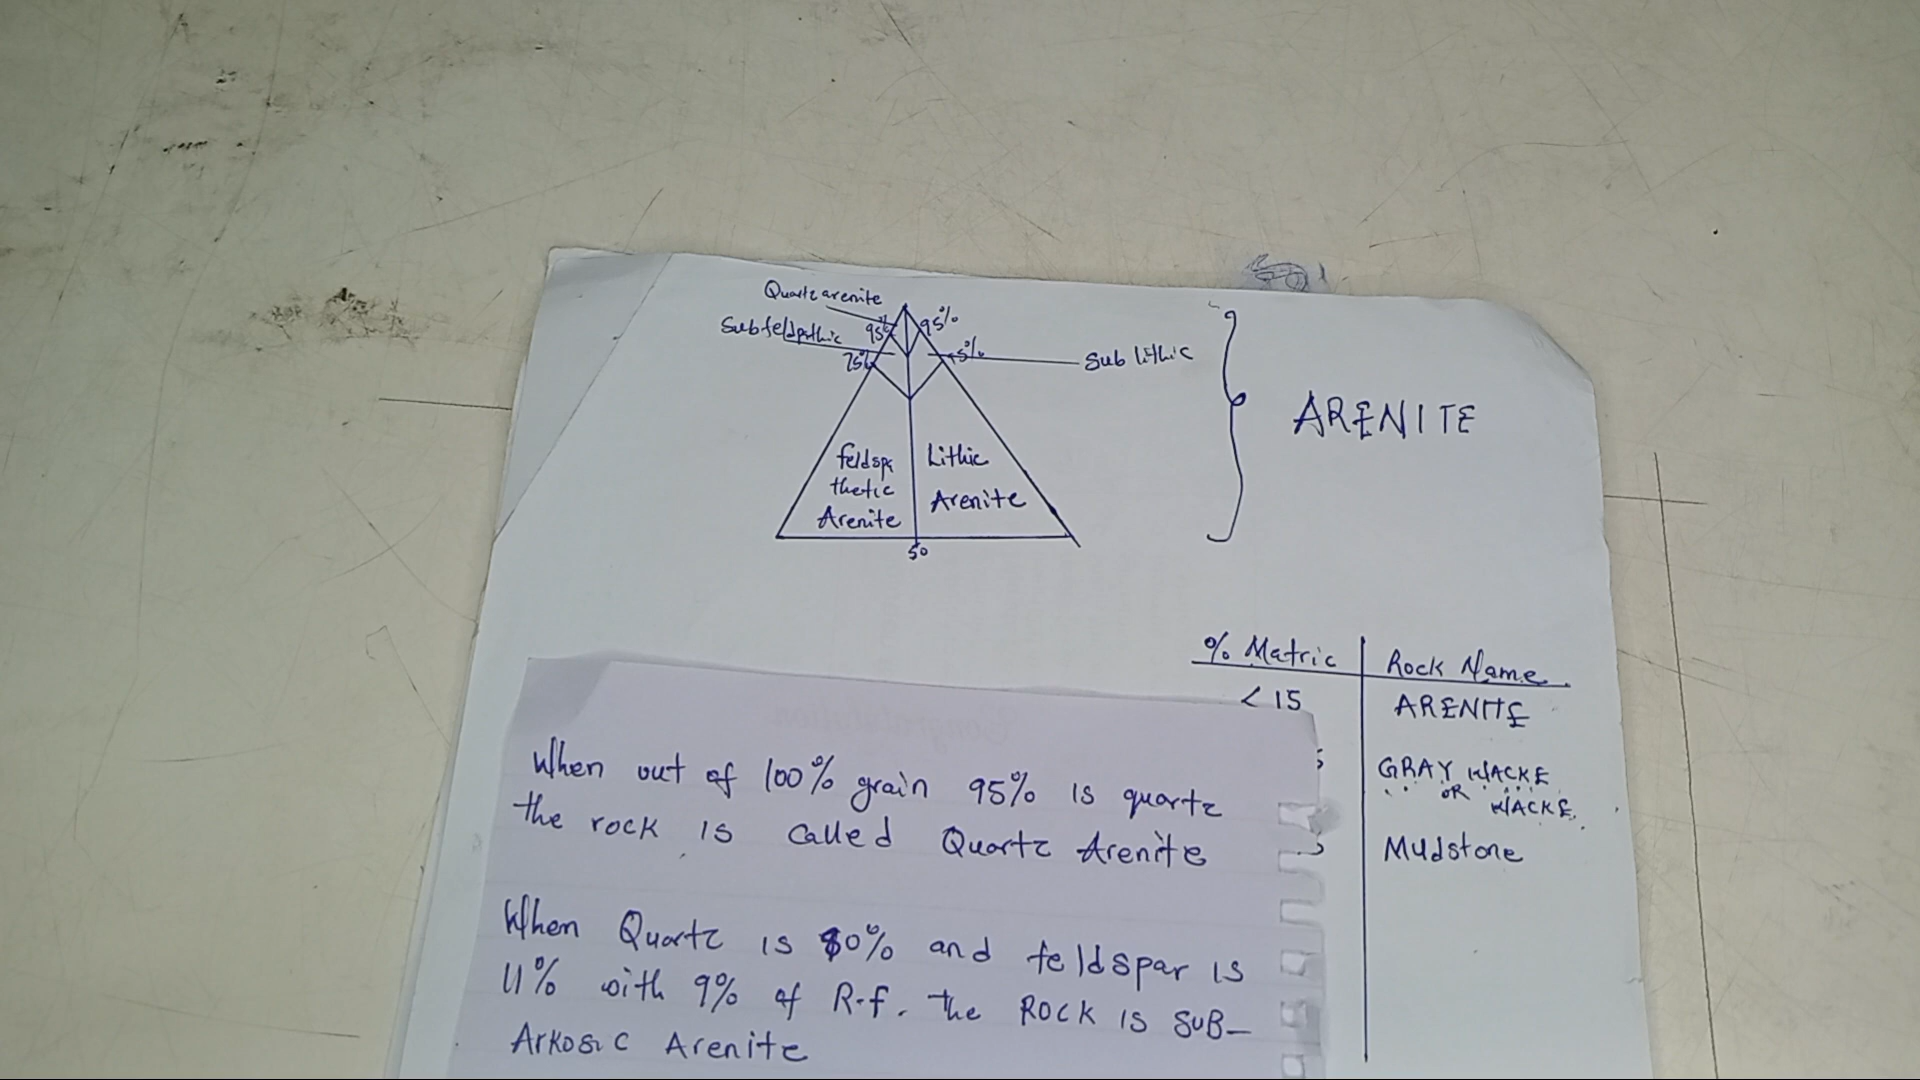 Quartz arenite
Subfeldpathic
95%
95%
75%
5%
Sub lithic
ARENITE
feldspa
thetic
Arenite
Lithic
Arenite
50
% Matric
Rock Name
< 15
ARENITE
GRAY WACKE
OR
WACKE
Mudstone
When out of 100% grain 95% is quartz
the rock is called Quartz Arenite
When Quartz is 80% and feldspar is
11% with 9% of R.f. the ROCK IS SUB-
Arkosic Arenite